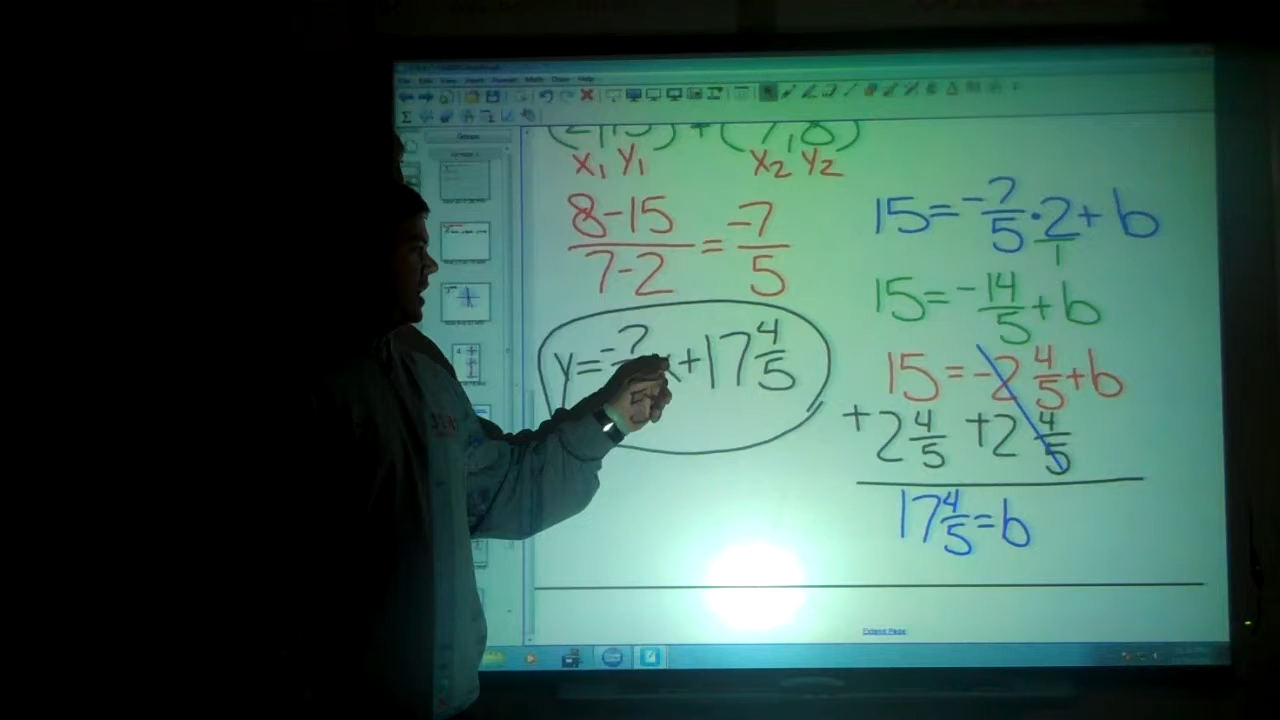 (2,15) + (7,8)
X1 Y1 X2 Y2
8-15/7-2 = -7/5
y= -7/5 x+17 4/5
15= -7/5 · 2/1 + b
15= -14/5 + b
15= -2 4/5 + b
+2 4/5 +2 4/5
17 4/5 = b
Extend Page